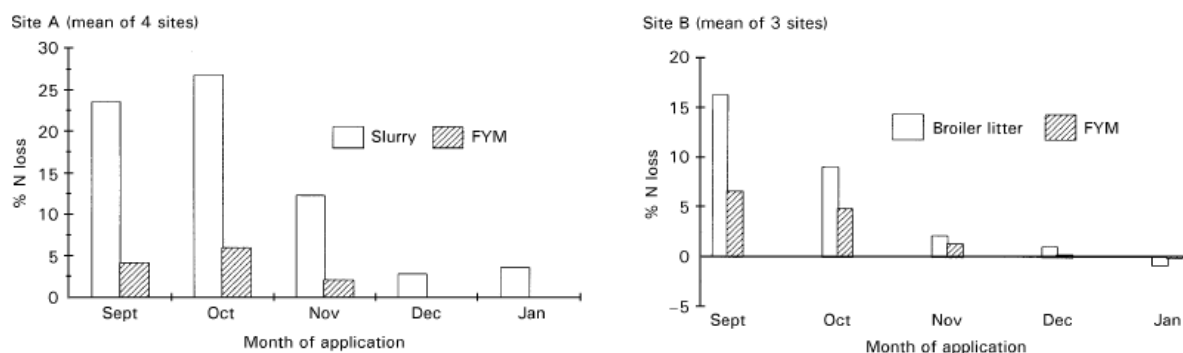 Site A (mean of 4 sites)
30
25
20
15
10
5
0
% N loss
Slurry FYM
Sept Oct Nov Dec Jan
Month of application
Site B (mean of 3 sites)
20
15
10
5
0
−5
% N loss
Broiler litter FYM
Sept Oct Nov Dec Jan
Month of application